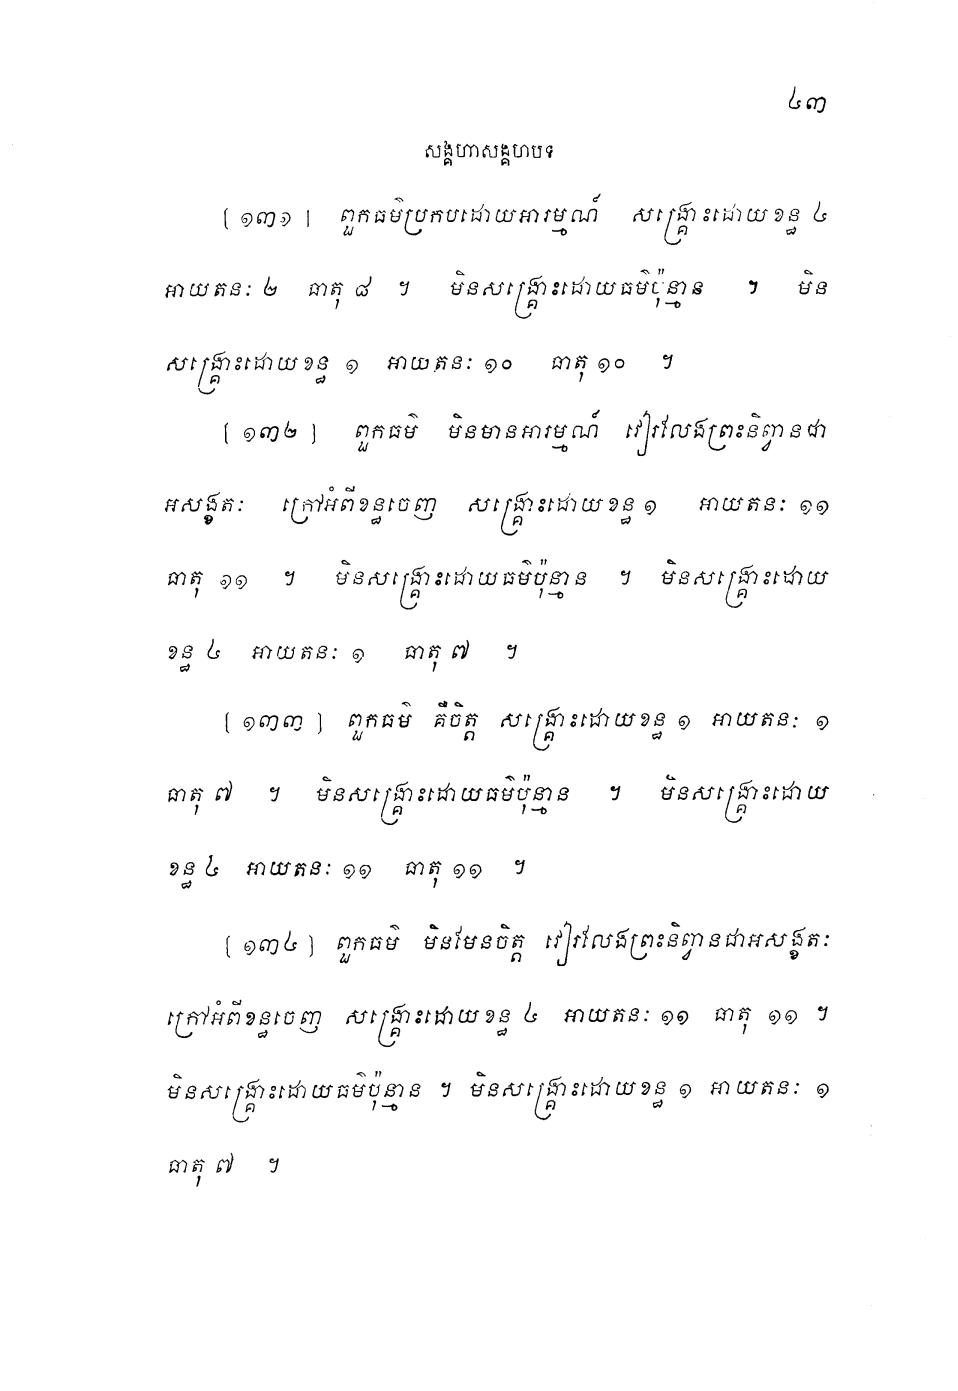 ៤៣
សង្គហាសង្គហបទ
[១៣១] ពួកធម៌ប្រកបដោយអារម្មណ៍ សង្គ្រោះដោយខន្ធ ៤
អាយតនៈ ២ ធាតុ ៨ ។ មិនសង្គ្រោះដោយធម៌ប៉ុន្មាន ។ មិន
សង្គ្រោះដោយខន្ធ ១ អាយតនៈ ១០ ធាតុ ១០ ។
[១៣២] ពួកធម៌ មិនមានអារម្មណ៍ វៀរលែងព្រះនិព្វានជា
អសង្ខតៈ ក្រៅអំពីខន្ធចេញ សង្គ្រោះដោយខន្ធ ១ អាយតនៈ ១១
ធាតុ ១១ ។ មិនសង្គ្រោះដោយធម៌ប៉ុន្មាន ។ មិនសង្គ្រោះដោយ
ខន្ធ ៤ អាយតនៈ ១ ធាតុ ៧ ។
[១៣៣] ពួកធម៌ គឺចិត្ត សង្គ្រោះដោយខន្ធ ១ អាយតនៈ ១
ធាតុ ៧ ។ មិនសង្គ្រោះដោយធម៌ប៉ុន្មាន ។ មិនសង្គ្រោះដោយ
ខន្ធ ៤ អាយតនៈ ១១ ធាតុ ១១ ។
[១៣៤] ពួកធម៌ មិនមែនចិត្ត វៀរលែងព្រះនិព្វានជាអសង្ខតៈ
ក្រៅអំពីខន្ធចេញ សង្គ្រោះដោយខន្ធ ៤ អាយតនៈ ១១ ធាតុ ១១ ។
មិនសង្គ្រោះដោយធម៌ប៉ុន្មាន ។ មិនសង្គ្រោះដោយខន្ធ ១ អាយតនៈ ១
ធាតុ ៧ ។